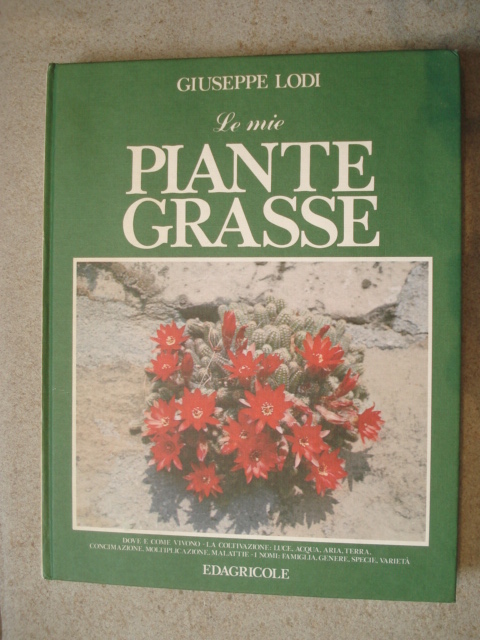 GIUSEPPE LODI
Le mie
PIANTE
GRASSE
DOVE E COME VIVONO - LA COLTIVAZIONE: LUCE, ACQUA, ARIA, TERRA,
CONCIMAZIONE, MOLTIPLICAZIONE, MALATTIE - I NOMI: FAMIGLIA, GENERE, SPECIE, VARIETÀ
EDAGRICOLE